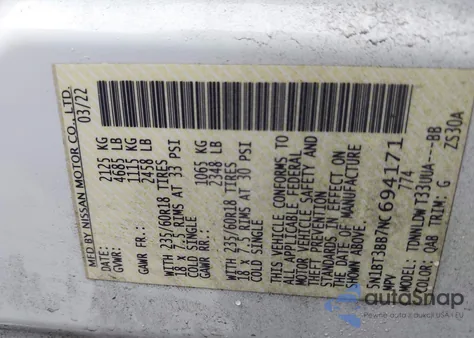 MFD BY NISSAN MOTOR CO.,LTD.
03/22
GVWR: 2125 KG
4685 LB
GAWR FR.: 1115 KG
2458 LB
WITH 235/60R18 TIRES
18 x 7.5 RIMS AT 33 PSI
COLD SINGLE
GAWR RR.: 1065 KG
2348 LB
WITH 235/60R18 TIRES
18 X 7.5 RIMS AT 30 PSI
COLD SINGLE
THIS VEHICLE CONFORMS TO
ALL APPLICABLE FEDERAL
MOTOR VEHICLE SAFETY, BUMPER
AND THEFT PREVENTION
STANDARDS IN EFFECT ON
THE DATE OF MANUFACTURE
SHOWN ABOVE.
5N1BT3BB7NC694171
MPV 774
TYPE:
COLOR: QAB TRIM: G
ZS30A
autoSnap